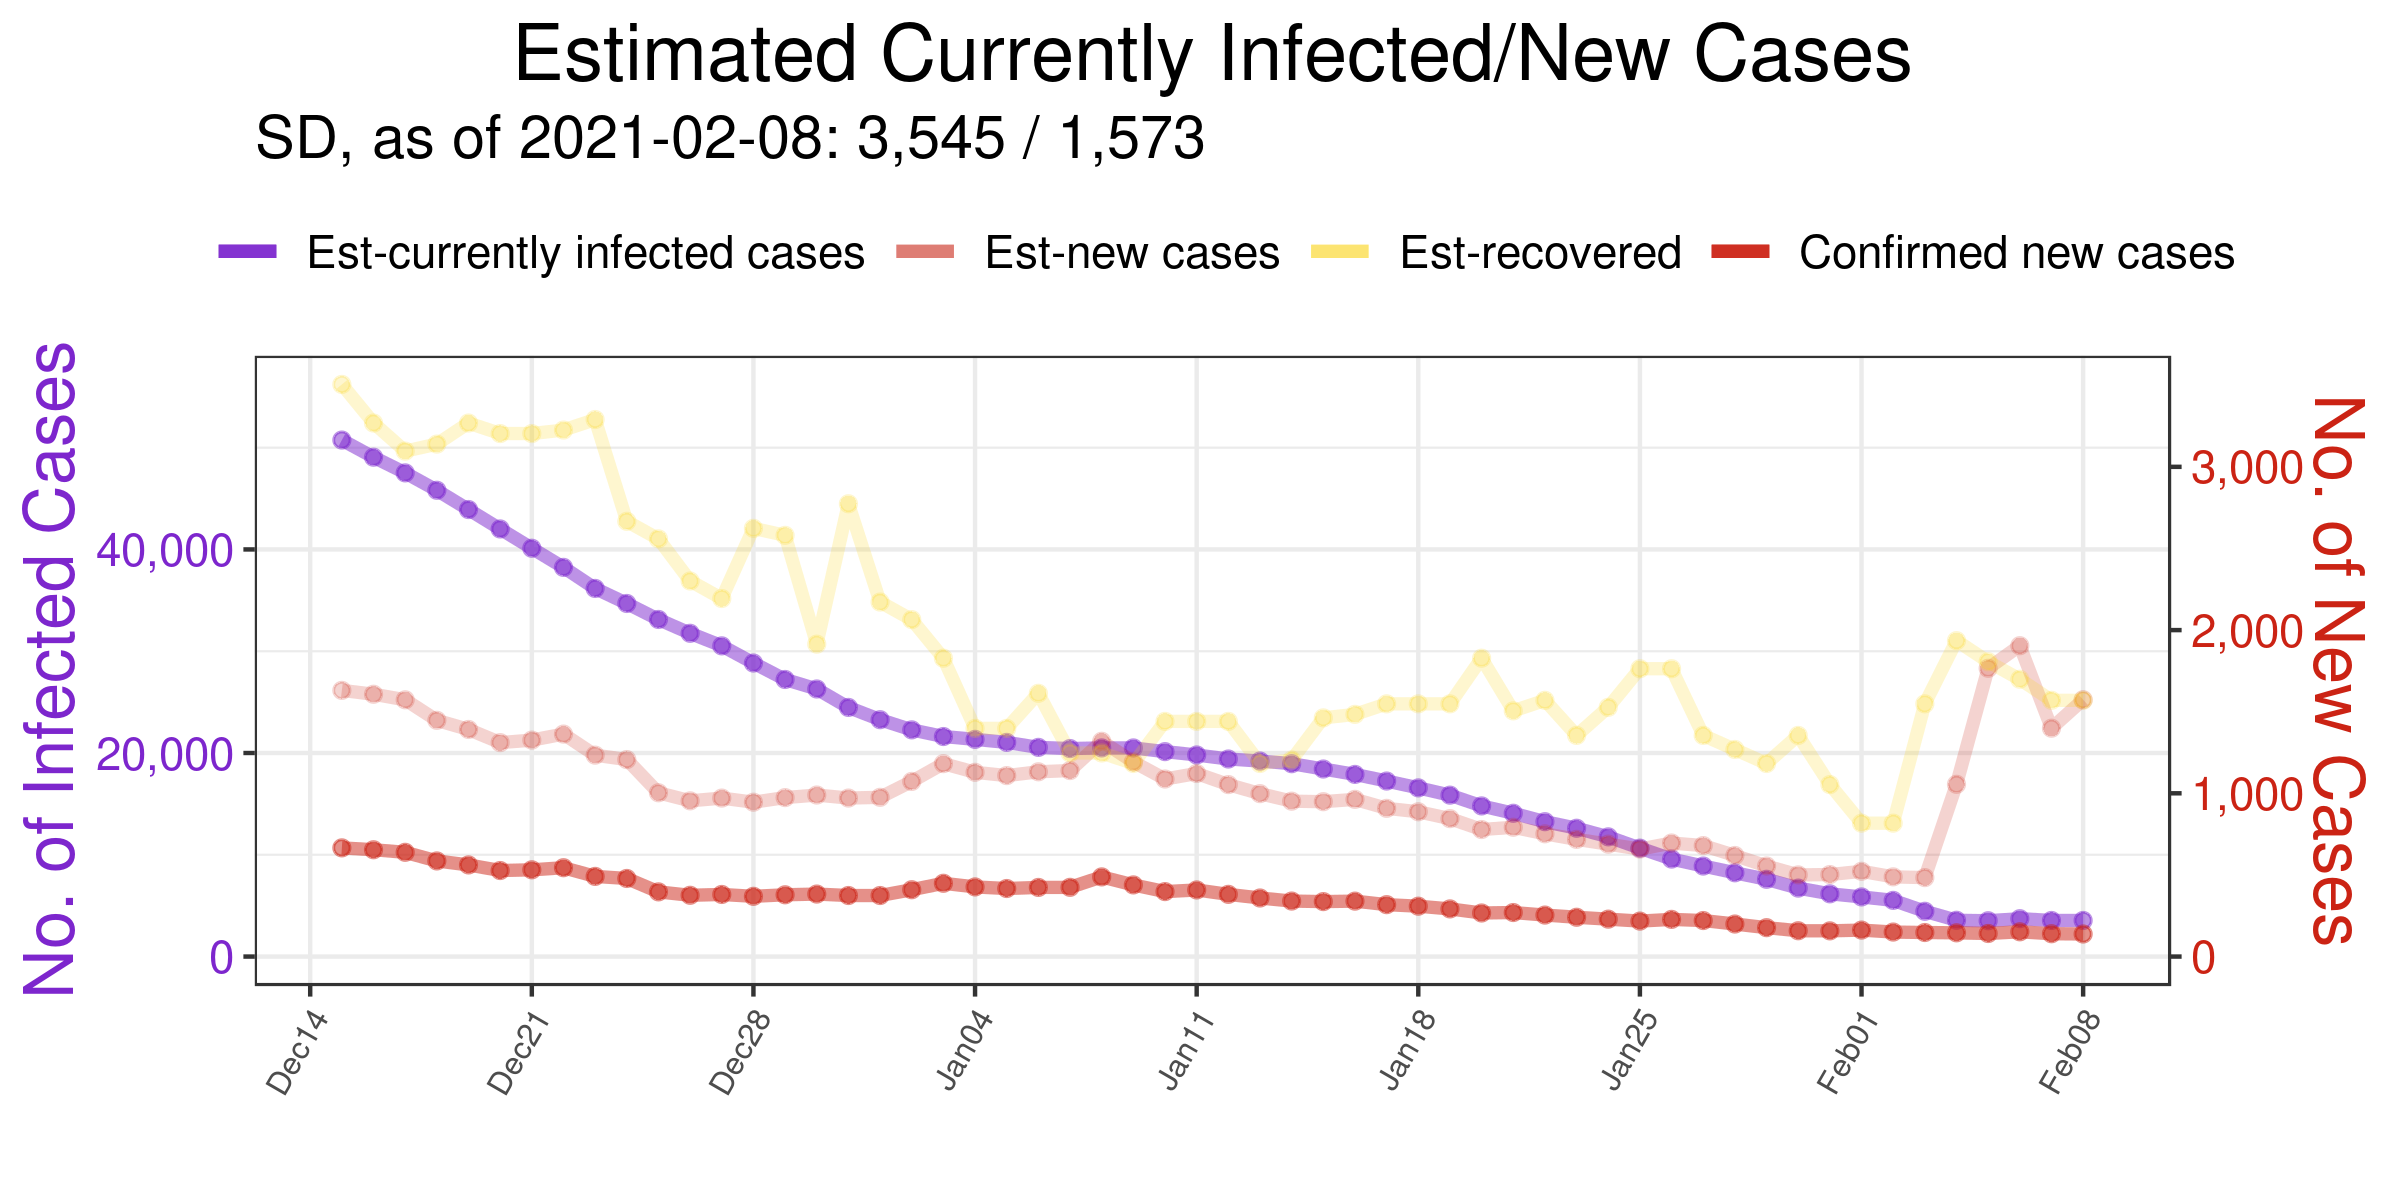 Estimated Currently Infected/New Cases
SD, as of 2021-02-08: 3,545 / 1,573
Est-currently infected cases Est-new cases Est-recovered Confirmed new cases
No. of Infected Cases
40,000
20,000
0
3,000
2,000
1,000
0
No. of New Cases
Dec14 Dec21 Dec28 Jan04 Jan11 Jan18 Jan25 Feb01 Feb08